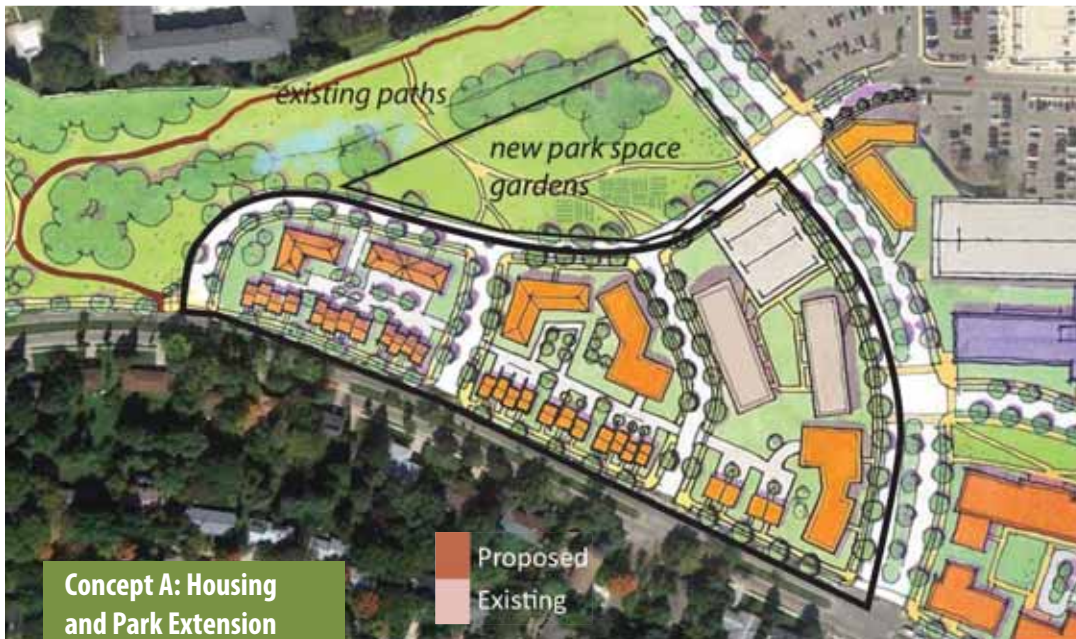 existing paths
new park space
gardens
Proposed
Existing
Concept A: Housing
and Park Extension